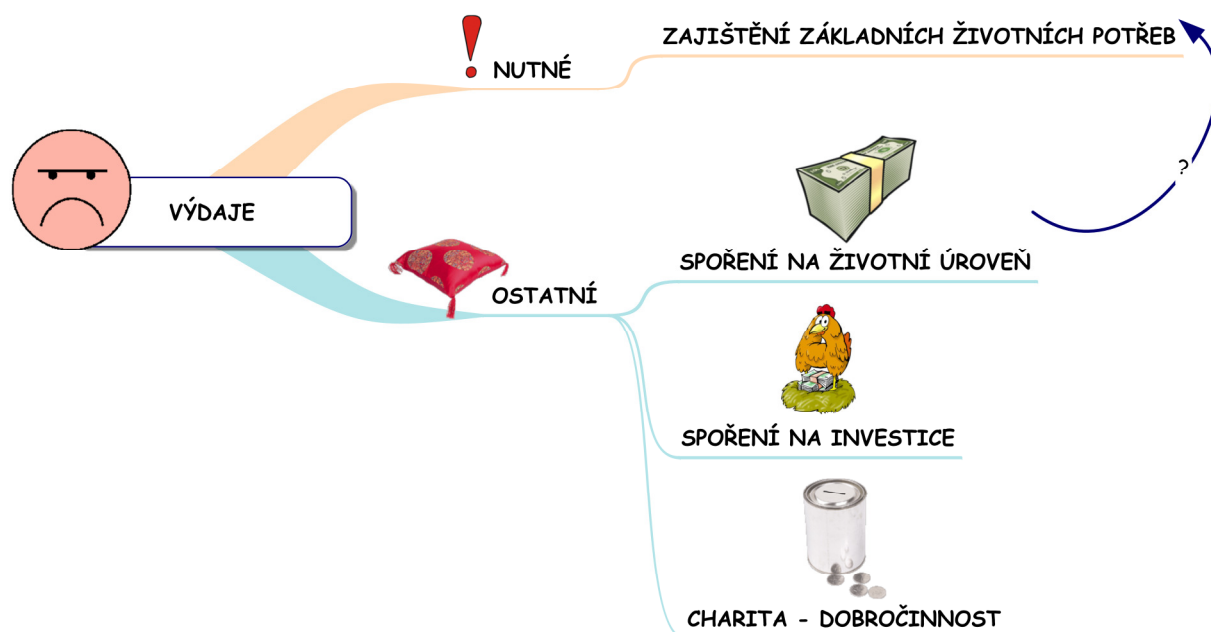 ZAJIŠTĚNÍ ZÁKLADNÍCH ŽIVOTNÍCH POTŘEB
NUTNÉ
?
VÝDAJE
SPOŘENÍ NA ŽIVOTNÍ ÚROVEŇ
OSTATNÍ
SPOŘENÍ NA INVESTICE
CHARITA - DOBROČINNOST